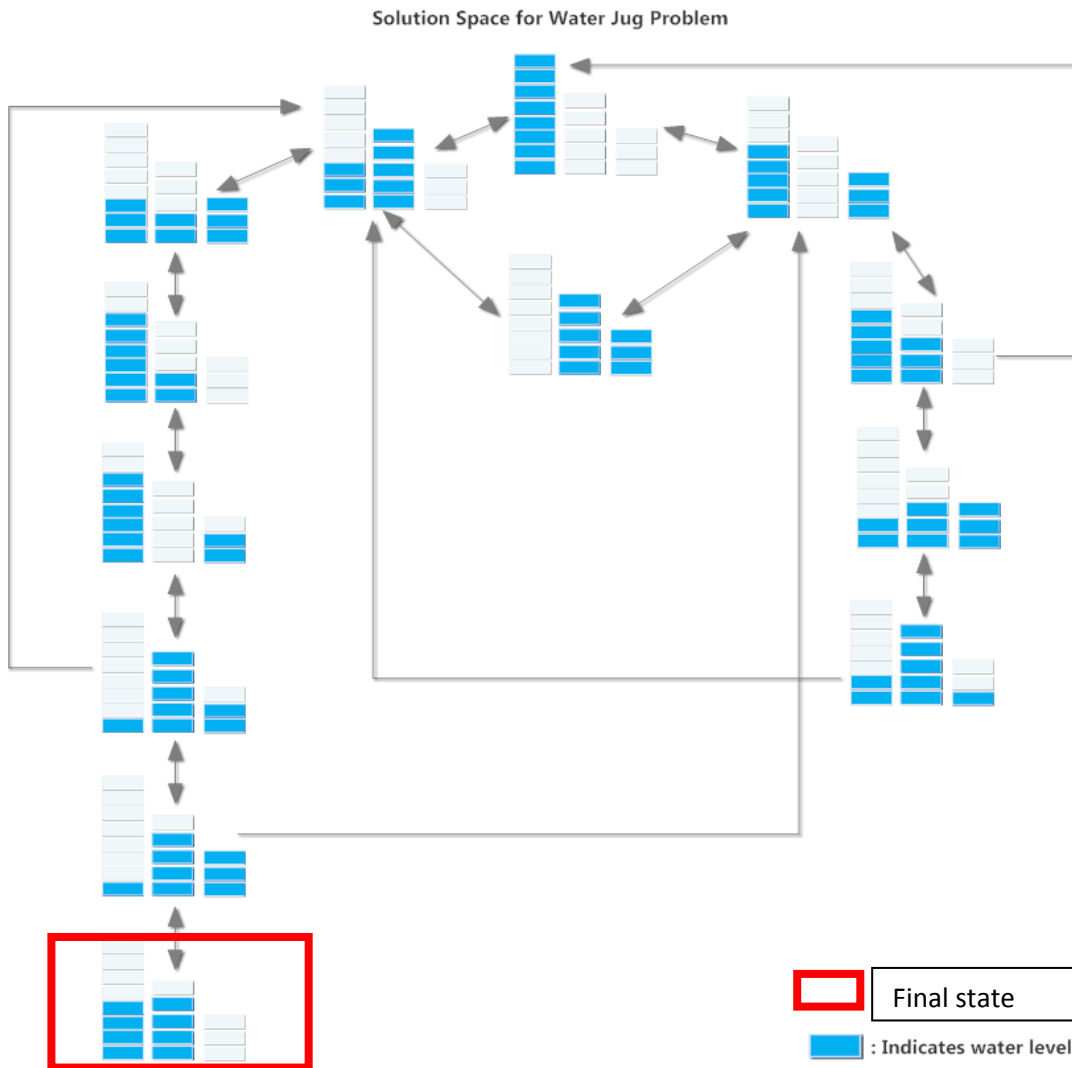 Solution Space for Water Jug Problem
Final state
: Indicates water level